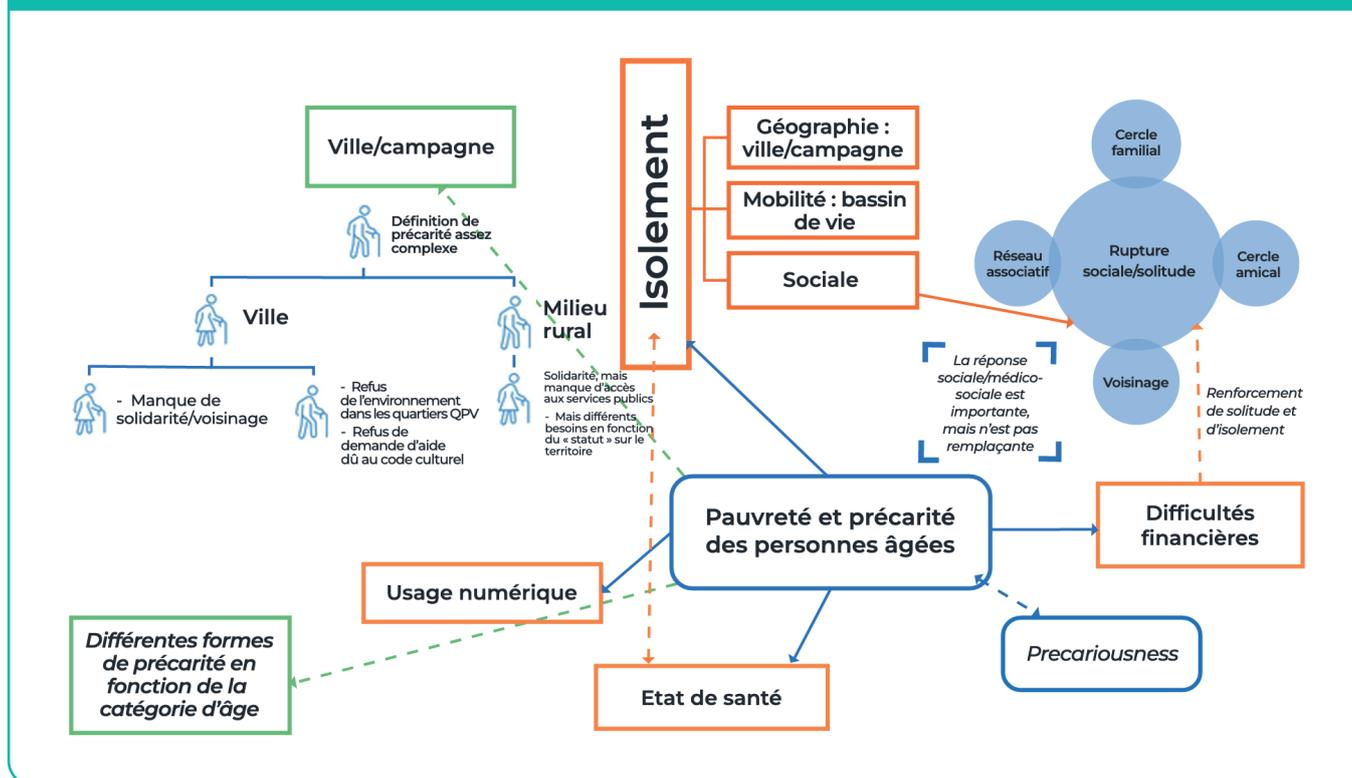 Ville/campagne
Définition de
précarité assez
complexe
Ville
Milieu
rural
- Manque de
solidarité/voisinage
- Refus
de l’environnement
dans les quartiers QPV
- Refus de
demande d’aide
dû au code culturel
Solidarité, mais
manque d’accès
aux services publics
- Mais différents
besoins en fonction
du « statut » sur le
territoire
Isolement
Géographie :
ville/campagne
Mobilité : bassin
de vie
Sociale
Cercle
familial
Réseau
associatif
Rupture
sociale/solitude
Cercle
amical
Voisinage
La réponse
sociale/médico-
sociale est
importante,
mais n’est pas
remplaçante
Renforcement
de solitude et
d’isolement
Pauvreté et précarité
des personnes âgées
Difficultés
financières
Usage numérique
Precariousness
Différentes formes
de précarité en
fonction de la
catégorie d’âge
Etat de santé